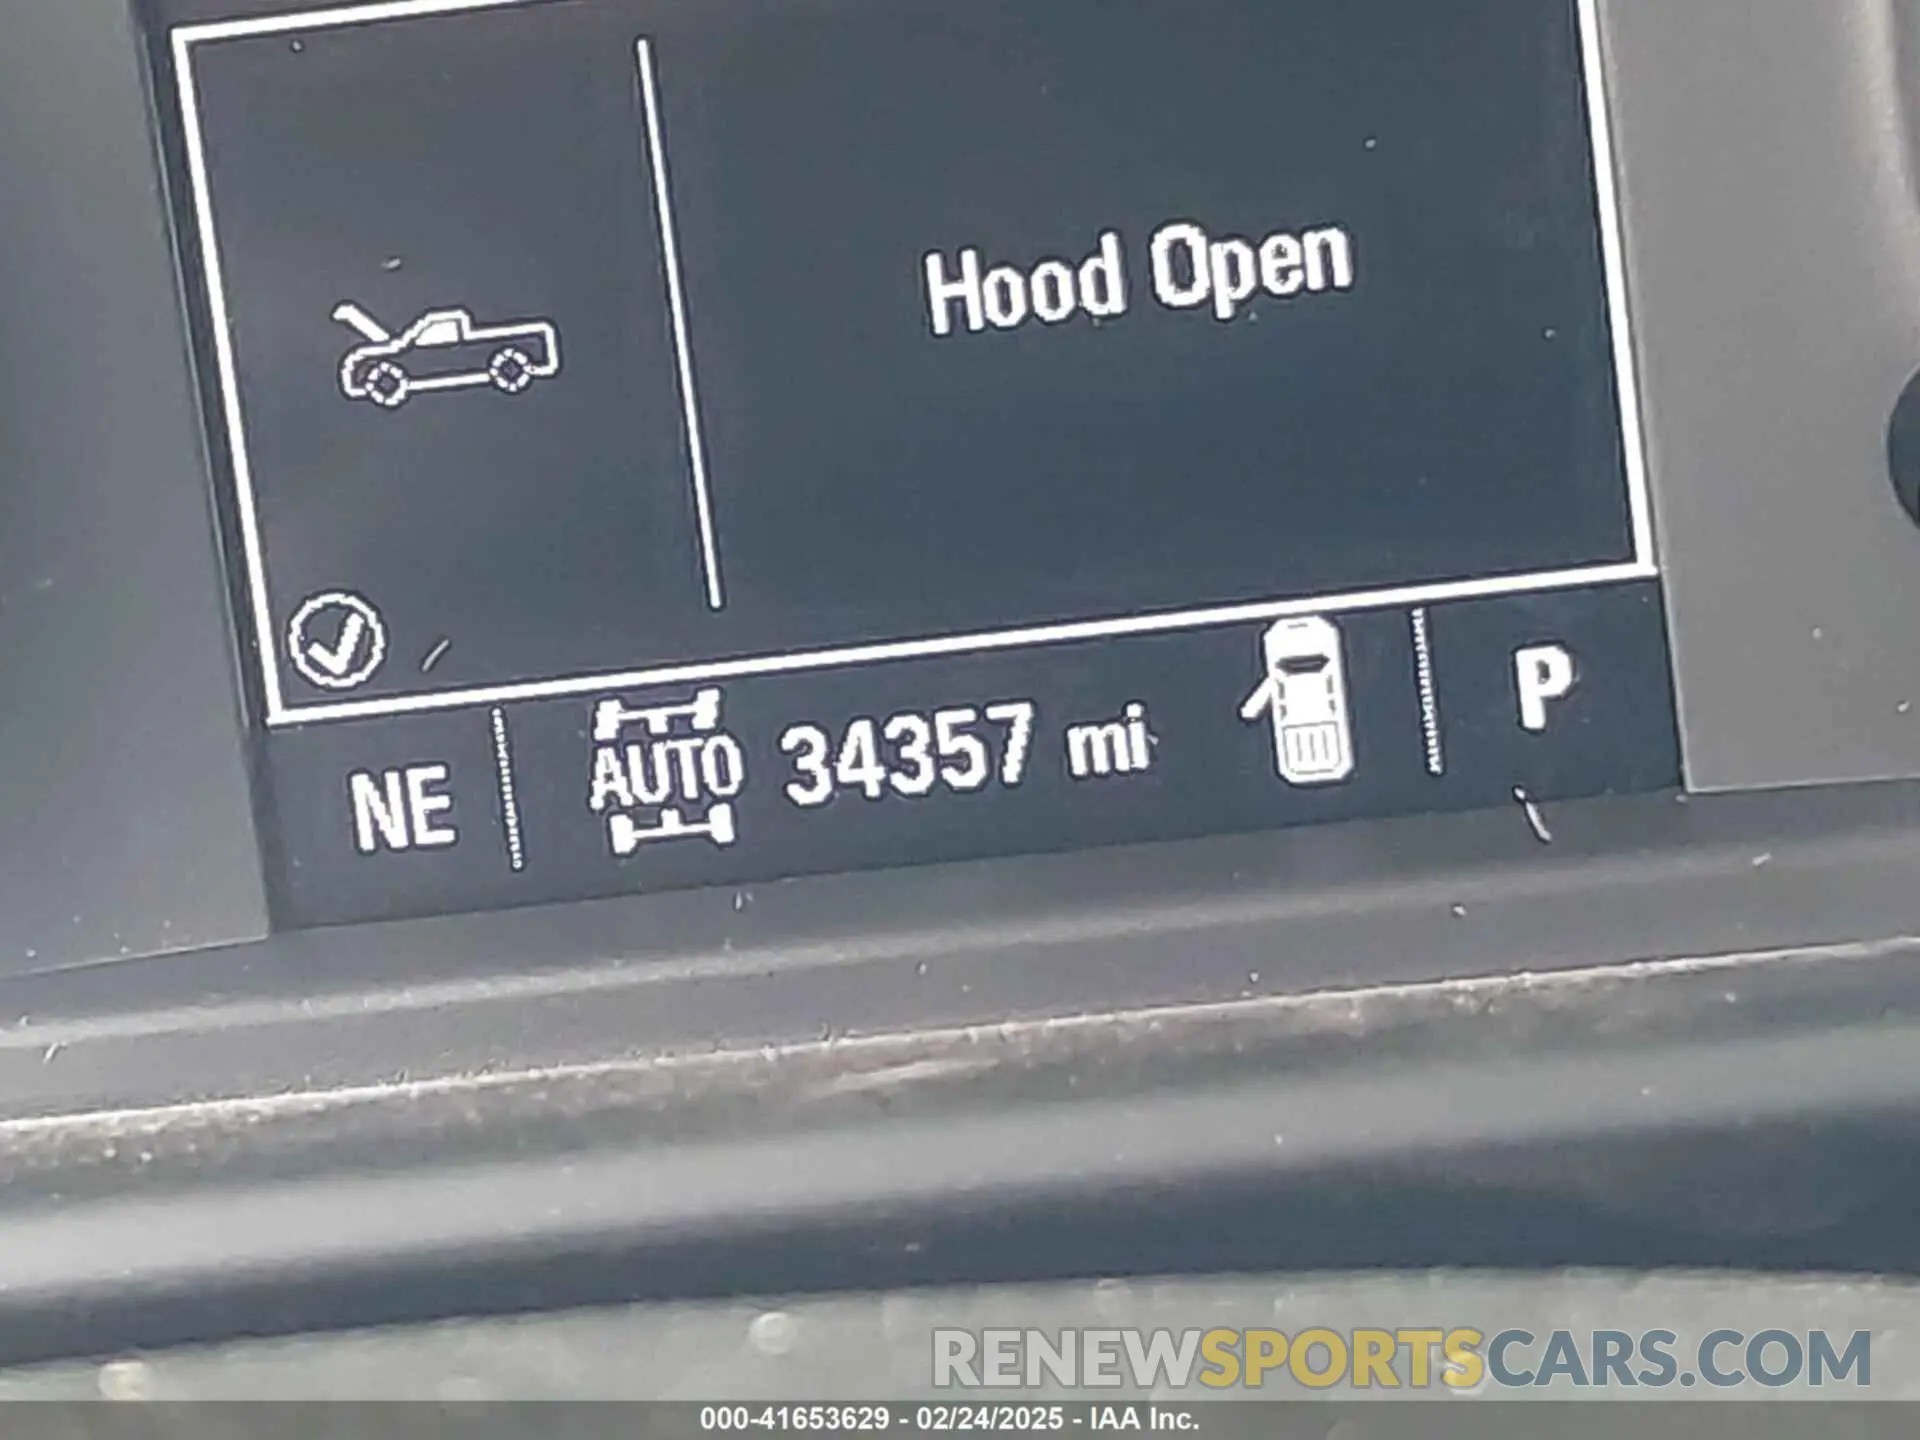 Hood Open
NE AUTO 34357 mi P
RENEWSPORTSCARS.COM
000-41653629 - 02/24/2025 - IAA Inc.